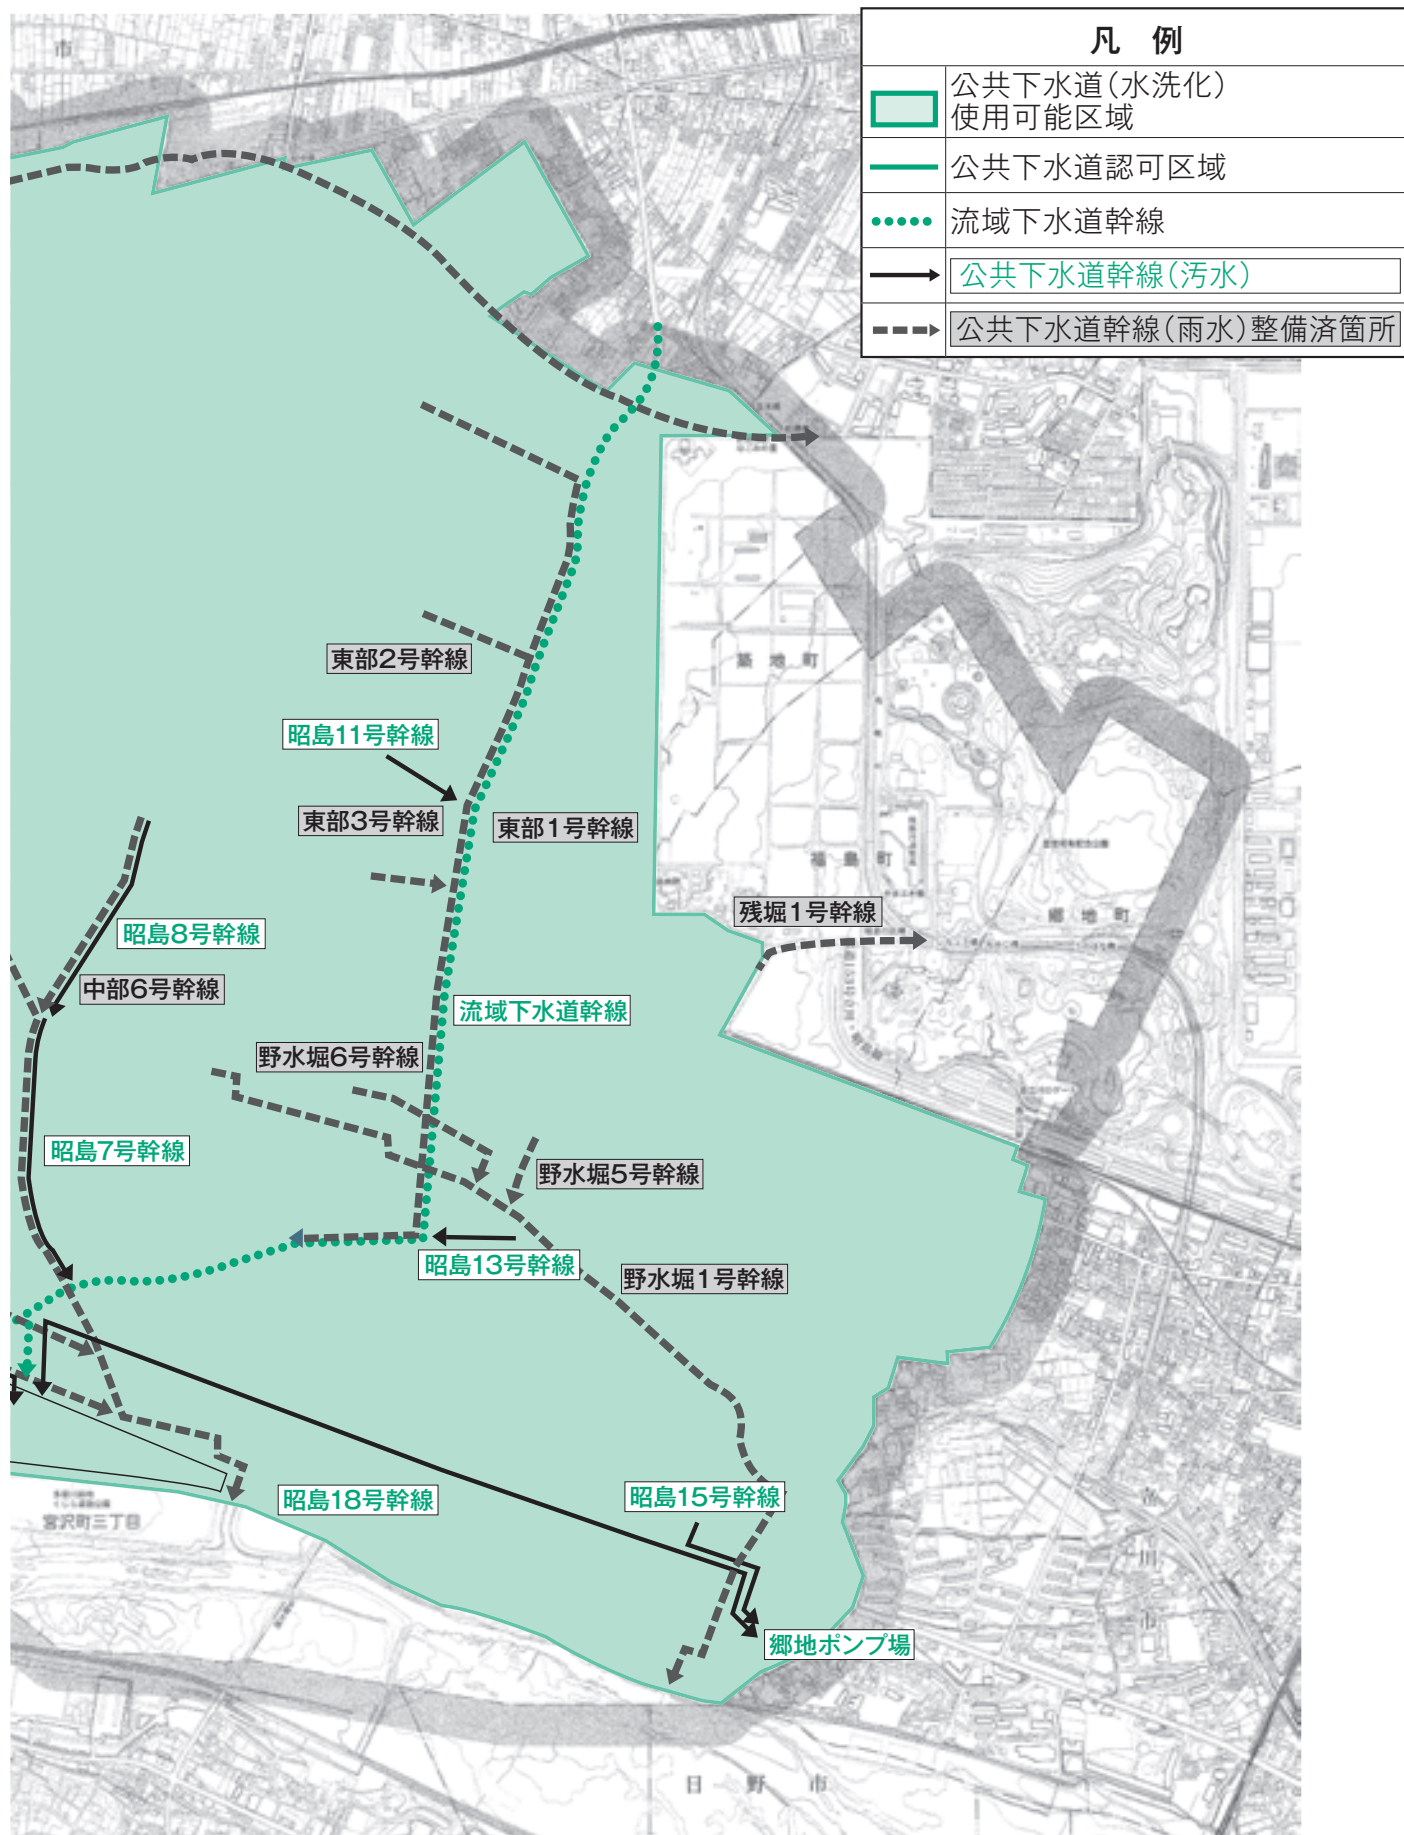 凡 例
公共下水道(水洗化)
使用可能区域
公共下水道認可区域
流域下水道幹線
公共下水道幹線(汚水)
公共下水道幹線(雨水)整備済箇所
市
東部2号幹線
築地町
昭島11号幹線
東部3号幹線
東部1号幹線
福島町
残堀1号幹線
郷地町
昭島8号幹線
中部6号幹線
流域下水道幹線
野水堀6号幹線
昭島7号幹線
野水堀5号幹線
昭島13号幹線
野水堀1号幹線
昭島18号幹線
昭島15号幹線
宮沢町三丁目
川
市
郷地ポンプ場
日野市